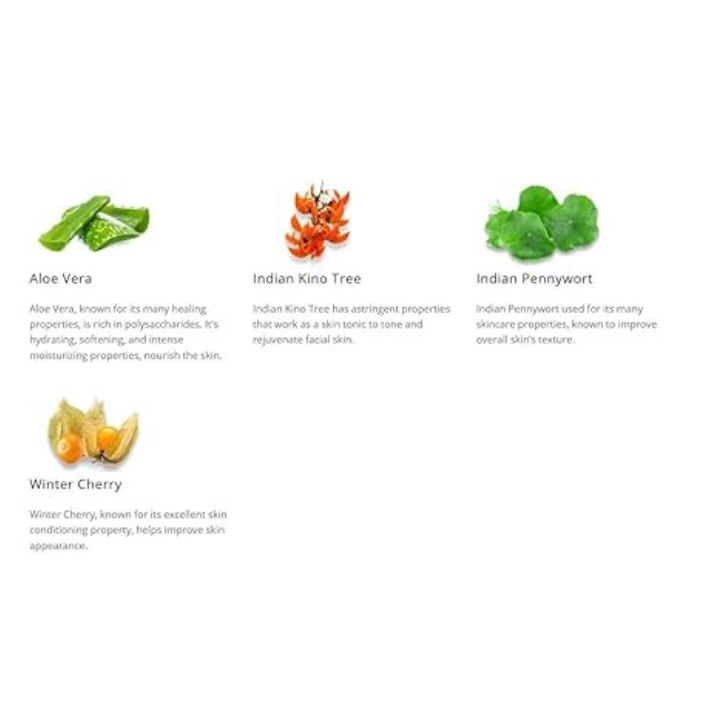 Aloe Vera
Aloe Vera, known for its many healing
properties, is rich in polysaccharides. It's
hydrating, softening, and intense
moisturizing properties, nourish the skin.
Indian Kino Tree
Indian Kino Tree has astringent properties
that work as a skin tonic to tone and
rejuvenate facial skin.
Indian Pennywort
Indian Pennywort used for its many
skincare properties, known to improve
overall skin's texture.
Winter Cherry
Winter Cherry, known for its excellent skin
conditioning property, helps improve skin
appearance.